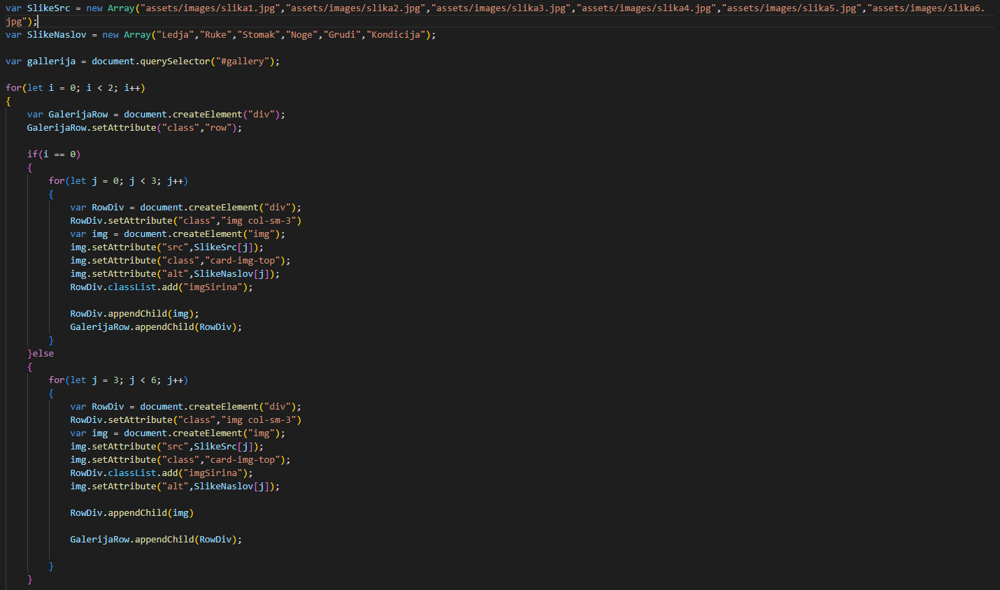 var SlikeSrc = new Array("assets/images/slika1.jpg","assets/images/slika2.jpg","assets/images/slika3.jpg","assets/images/slika4.jpg","assets/images/slika5.jpg","assets/images/slika6.
jpg");
var SlikeNaslov = new Array("Ledja","Ruke","Stomak","Noge","Grudi","Kondicija");

var gallerija = document.querySelector("#gallery");

for(let i = 0; i < 2; i++)
{
    var GalerijaRow = document.createElement("div");
    GalerijaRow.setAttribute("class","row");

    if(i == 0)
    {
        for(let j = 0; j < 3; j++)
        {
            var RowDiv = document.createElement("div");
            RowDiv.setAttribute("class","img col-sm-3")
            var img = document.createElement("img");
            img.setAttribute("src",SlikeSrc[j]);
            img.setAttribute("class","card-img-top");
            img.setAttribute("alt",SlikeNaslov[j]);
            RowDiv.classList.add("imgSirina");

            RowDiv.appendChild(img);
            GalerijaRow.appendChild(RowDiv);
        }
    }else
    {
        for(let j = 3; j < 6; j++)
        {
            var RowDiv = document.createElement("div");
            RowDiv.setAttribute("class","img col-sm-3")
            var img = document.createElement("img");
            img.setAttribute("src",SlikeSrc[j]);
            img.setAttribute("class","card-img-top");
            RowDiv.classList.add("imgSirina");
            img.setAttribute("alt",SlikeNaslov[j]);

            RowDiv.appendChild(img)

            GalerijaRow.appendChild(RowDiv);

        }
    }